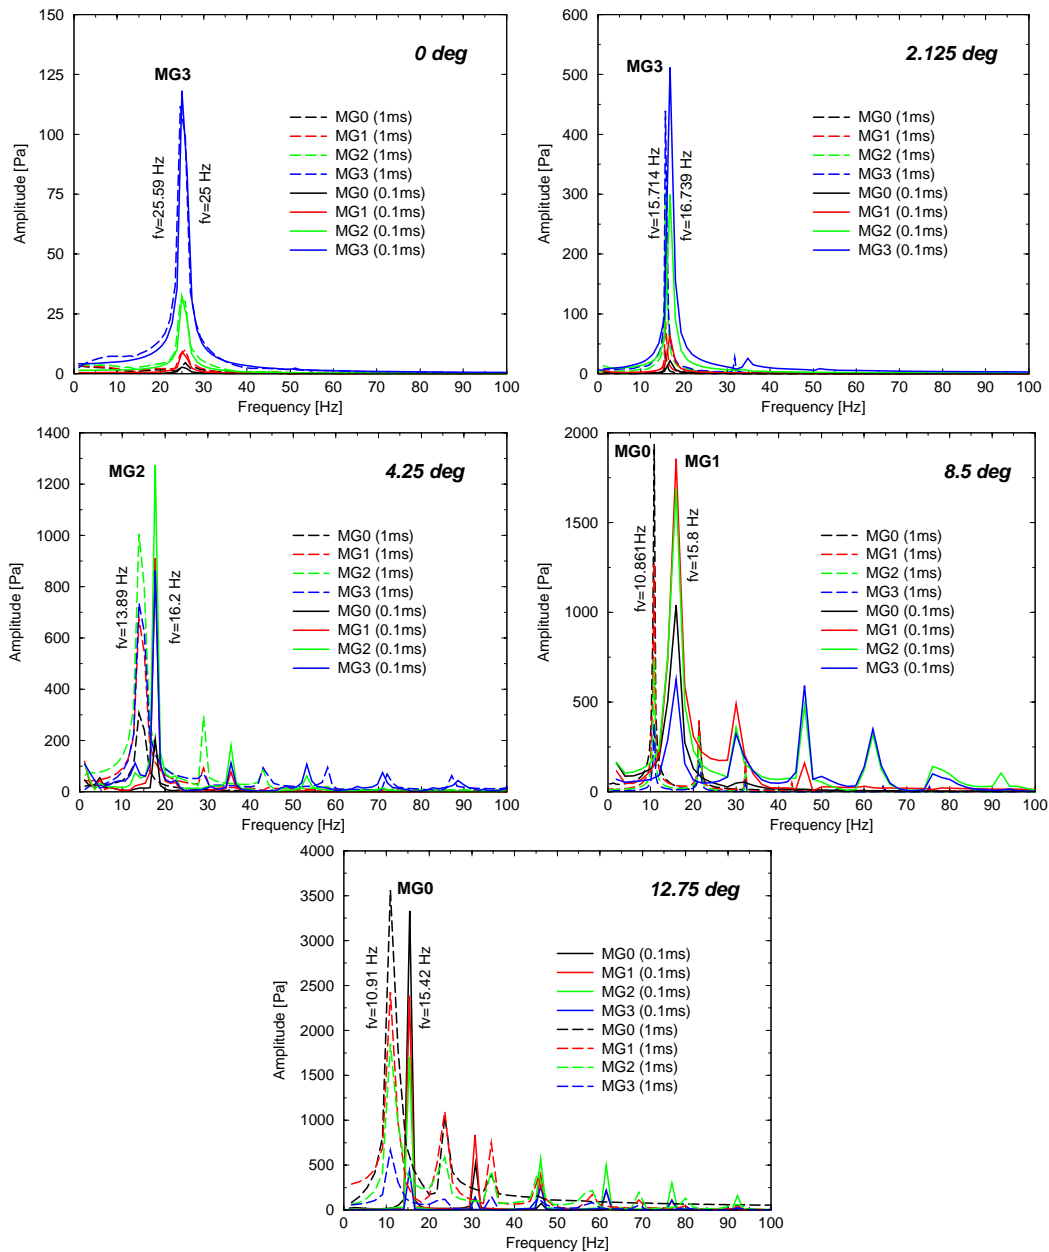 0 deg
MG3
fv=25.59 Hz
fv=25 Hz
MG0 (1ms)
MG1 (1ms)
MG2 (1ms)
MG3 (1ms)
MG0 (0.1ms)
MG1 (0.1ms)
MG2 (0.1ms)
MG3 (0.1ms)
Amplitude [Pa]
150
125
100
75
50
25
0
0 10 20 30 40 50 60 70 80 90 100
Frequency [Hz]
2.125 deg
MG3
fv=15.714 Hz
fv=16.739 Hz
MG0 (1ms)
MG1 (1ms)
MG2 (1ms)
MG3 (1ms)
MG0 (0.1ms)
MG1 (0.1ms)
MG2 (0.1ms)
MG3 (0.1ms)
Amplitude [Pa]
600
500
400
300
200
100
0
0 10 20 30 40 50 60 70 80 90 100
Frequency [Hz]
4.25 deg
MG2
fv=13.89 Hz
fv=16.2 Hz
MG0 (1ms)
MG1 (1ms)
MG2 (1ms)
MG3 (1ms)
MG0 (0.1ms)
MG1 (0.1ms)
MG2 (0.1ms)
MG3 (0.1ms)
Amplitude [Pa]
1400
1200
1000
800
600
400
200
0
0 10 20 30 40 50 60 70 80 90 100
Frequency [Hz]
8.5 deg
MG0
MG1
fv=10.861Hz
fv=15.8 Hz
MG0 (1ms)
MG1 (1ms)
MG2 (1ms)
MG3 (1ms)
MG0 (0.1ms)
MG1 (0.1ms)
MG2 (0.1ms)
MG3 (0.1ms)
Amplitude [Pa]
2000
1500
1000
500
0
0 10 20 30 40 50 60 70 80 90 100
Frequency [Hz]
12.75 deg
MG0
fv=10.91 Hz
fv=15.42 Hz
MG0 (0.1ms)
MG1 (0.1ms)
MG2 (0.1ms)
MG3 (0.1ms)
MG0 (1ms)
MG1 (1ms)
MG2 (1ms)
MG3 (1ms)
Amplitude [Pa]
4000
3500
3000
2500
2000
1500
1000
500
0
0 10 20 30 40 50 60 70 80 90 100
Frequency [Hz]